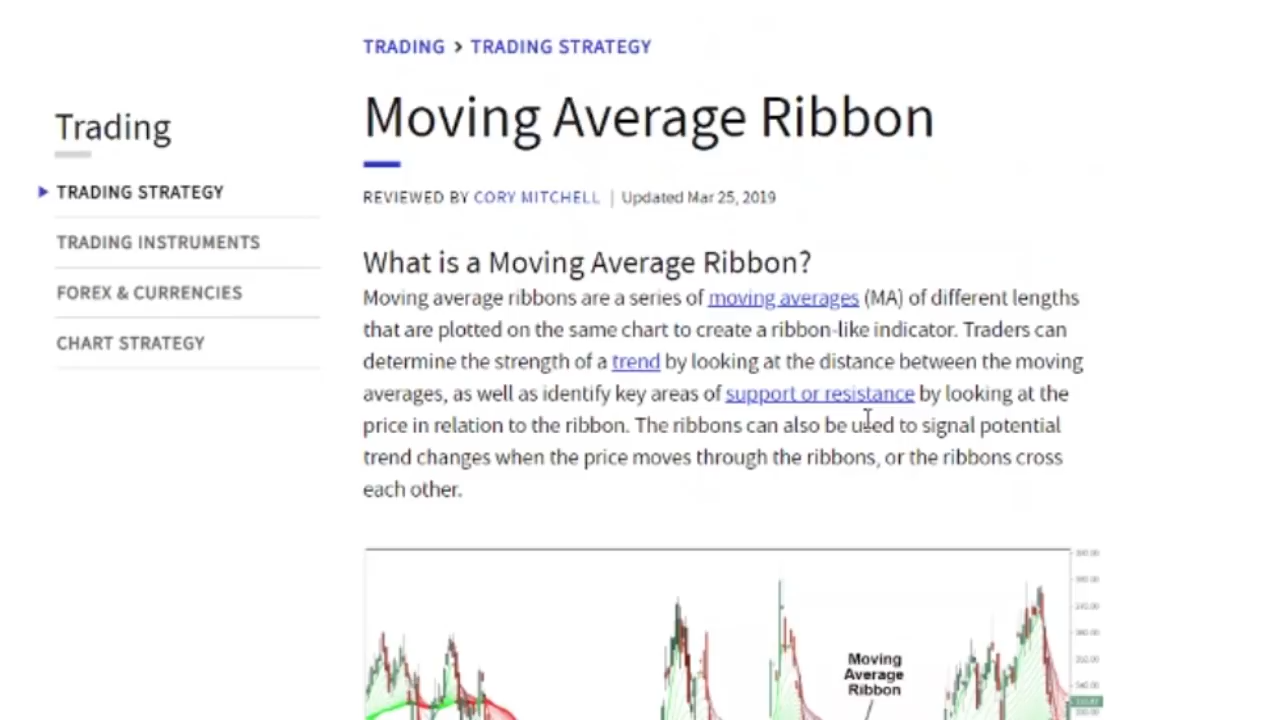 TRADING > TRADING STRATEGY
Trading
TRADING STRATEGY
TRADING INSTRUMENTS
FOREX & CURRENCIES
CHART STRATEGY
Moving Average Ribbon
REVIEWED BY CORY MITCHELL | Updated Mar 25, 2019
What is a Moving Average Ribbon?
Moving average ribbons are a series of moving averages (MA) of different lengths
that are plotted on the same chart to create a ribbon-like indicator. Traders can
determine the strength of a trend by looking at the distance between the moving
averages, as well as identify key areas of support or resistance by looking at the
price in relation to the ribbon. The ribbons can also be used to signal potential
trend changes when the price moves through the ribbons, or the ribbons cross
each other.
Moving
Average
Ribbon